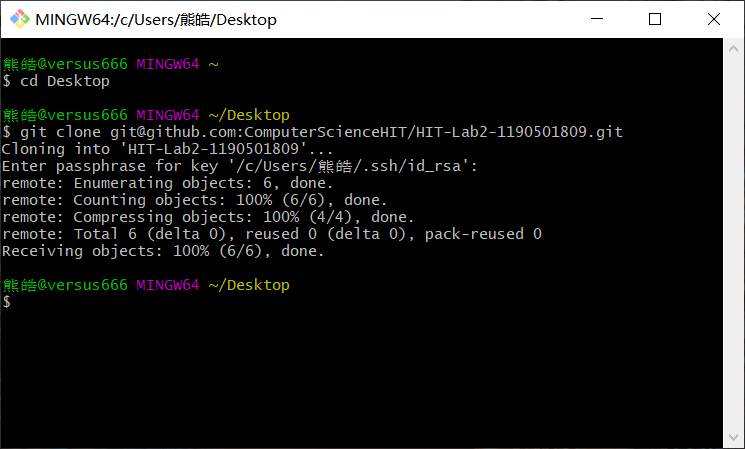 MINGW64:/c/Users/熊皓/Desktop
熊皓@versus666 MINGW64 ~
$ cd Desktop
熊皓@versus666 MINGW64 ~/Desktop
$ git clone git@github.com:ComputerScienceHIT/HIT-Lab2-1190501809.git
Cloning into 'HIT-Lab2-1190501809'...
Enter passphrase for key '/c/Users/熊皓/.ssh/id_rsa':
remote: Enumerating objects: 6, done.
remote: Counting objects: 100% (6/6), done.
remote: Compressing objects: 100% (4/4), done.
remote: Total 6 (delta 0), reused 0 (delta 0), pack-reused 0
Receiving objects: 100% (6/6), done.
熊皓@versus666 MINGW64 ~/Desktop
$